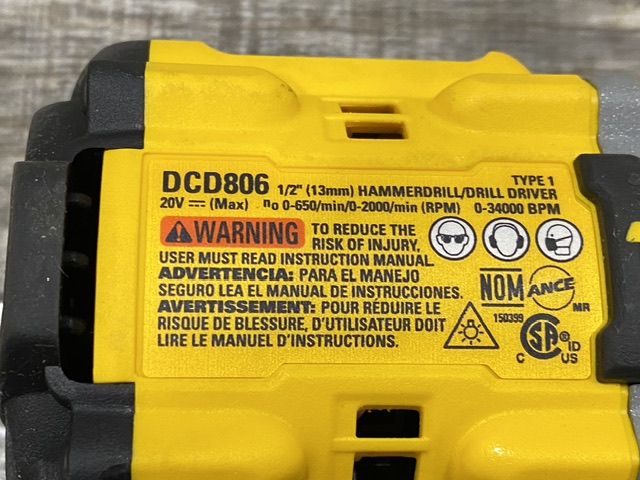 DCD806 1/2" (13mm) HAMMERDRILL/DRILL DRIVER TYPE 1
20V ⎓ (Max) n₀ 0-650/min/0-2000/min (RPM) 0-34000 BPM
⚠WARNING TO REDUCE THE
RISK OF INJURY,
USER MUST READ INSTRUCTION MANUAL.
ADVERTENCIA: PARA EL MANEJO
SEGURO LEA EL MANUAL DE INSTRUCCIONES.
AVERTISSEMENT: POUR RÉDUIRE LE
RISQUE DE BLESSURE, D'UTILISATEUR DOIT
LIRE LE MANUEL D'INSTRUCTIONS.
NOM ANCE MR
150399
C SA ® ID
C US